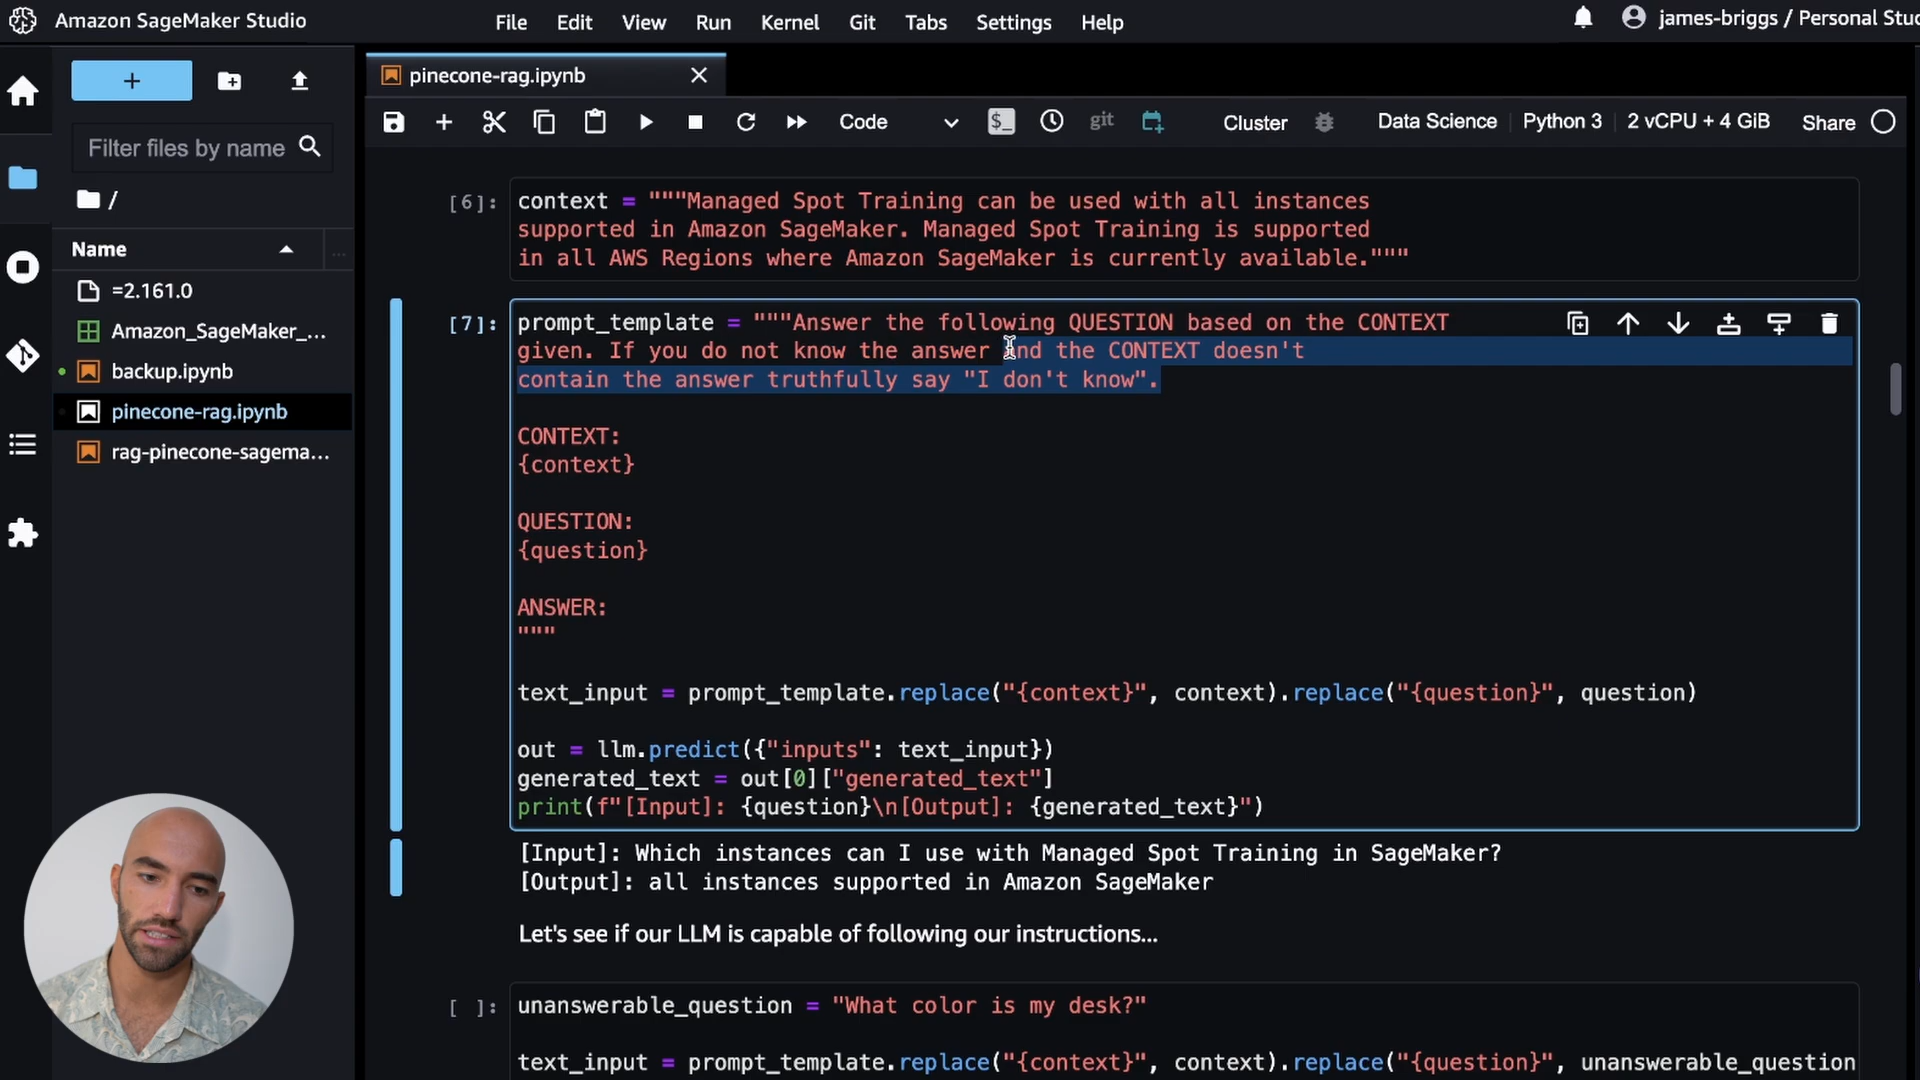 Amazon SageMaker Studio
File Edit View Run Kernel Git Tabs Settings Help
james-briggs / Personal Stu
pinecone-rag.ipynb
Filter files by name
/
Name
=2.161.0
Amazon_SageMaker_...
backup.ipynb
pinecone-rag.ipynb
rag-pinecone-sagema...
Code
$_
git
Cluster
Data Science
Python 3
2 vCPU + 4 GiB
Share
[6]:
context = """Managed Spot Training can be used with all instances
supported in Amazon SageMaker. Managed Spot Training is supported
in all AWS Regions where Amazon SageMaker is currently available."""
[7]:
prompt_template = """Answer the following QUESTION based on the CONTEXT
given. If you do not know the answer and the CONTEXT doesn't
contain the answer truthfully say "I don't know".
CONTEXT:
{context}
QUESTION:
{question}
ANSWER:
"""
text_input = prompt_template.replace("{context}", context).replace("{question}", question)
out = llm.predict({"inputs": text_input})
generated_text = out[0]["generated_text"]
print(f"[Input]: {question}\n[Output]: {generated_text}")
[Input]: Which instances can I use with Managed Spot Training in SageMaker?
[Output]: all instances supported in Amazon SageMaker
Let's see if our LLM is capable of following our instructions...
[ ]:
unanswerable_question = "What color is my desk?"
text_input = prompt_template.replace("{context}", context).replace("{question}", unanswerable_question